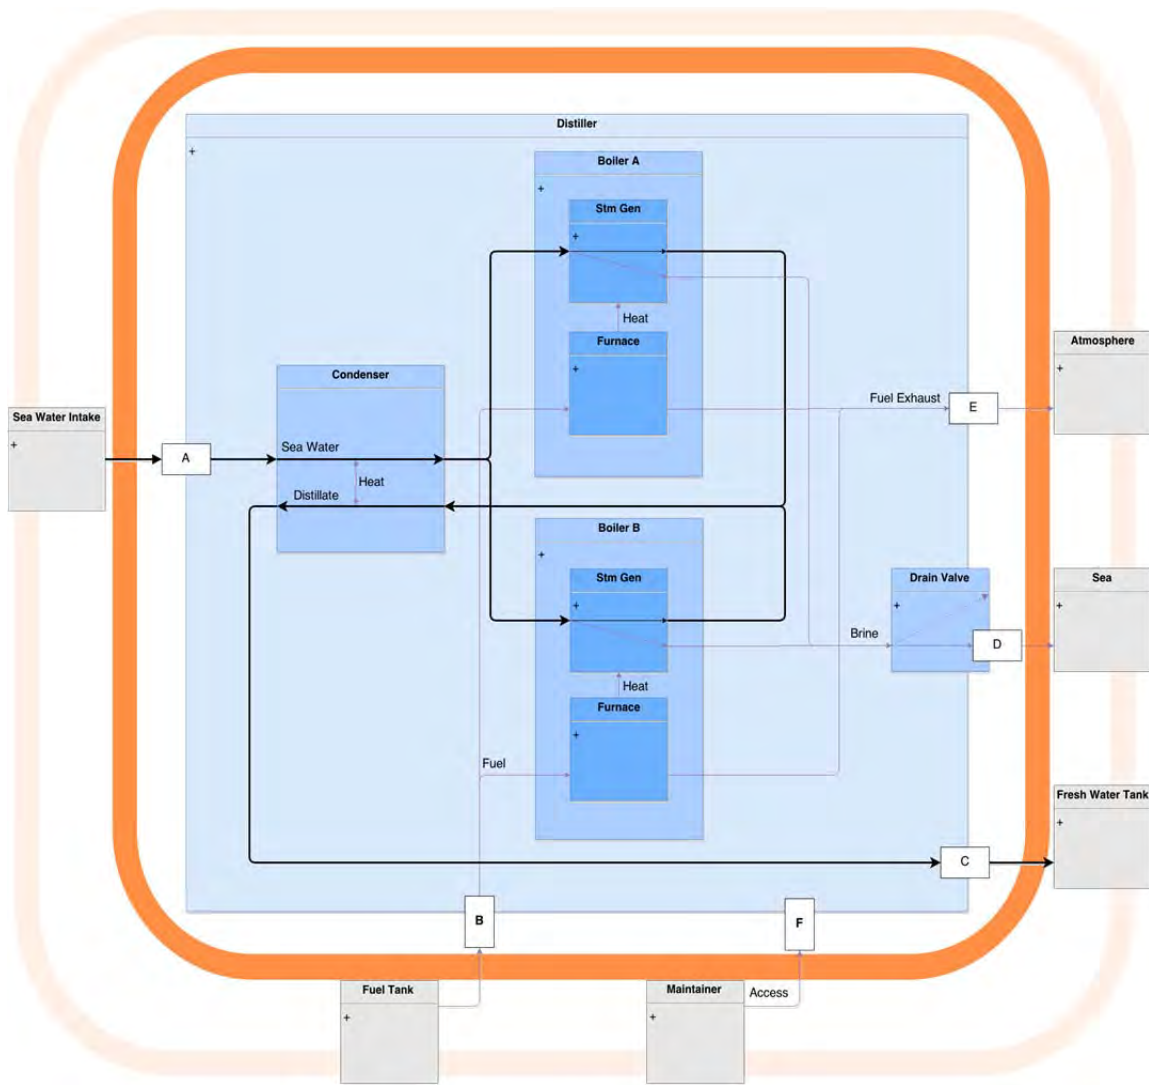 Distiller
+
Boiler A
+
Stm Gen
+
Heat
Furnace
+
Condenser
+
Sea Water
Heat
Distillate
Sea Water Intake
+
A
Fuel Exhaust
E
Atmosphere
+
Boiler B
+
Stm Gen
+
Heat
Furnace
+
Fuel
Brine
Drain Valve
+
D
Sea
+
Fresh Water Tank
+
C
B
F
Fuel Tank
+
Maintainer
+
Access